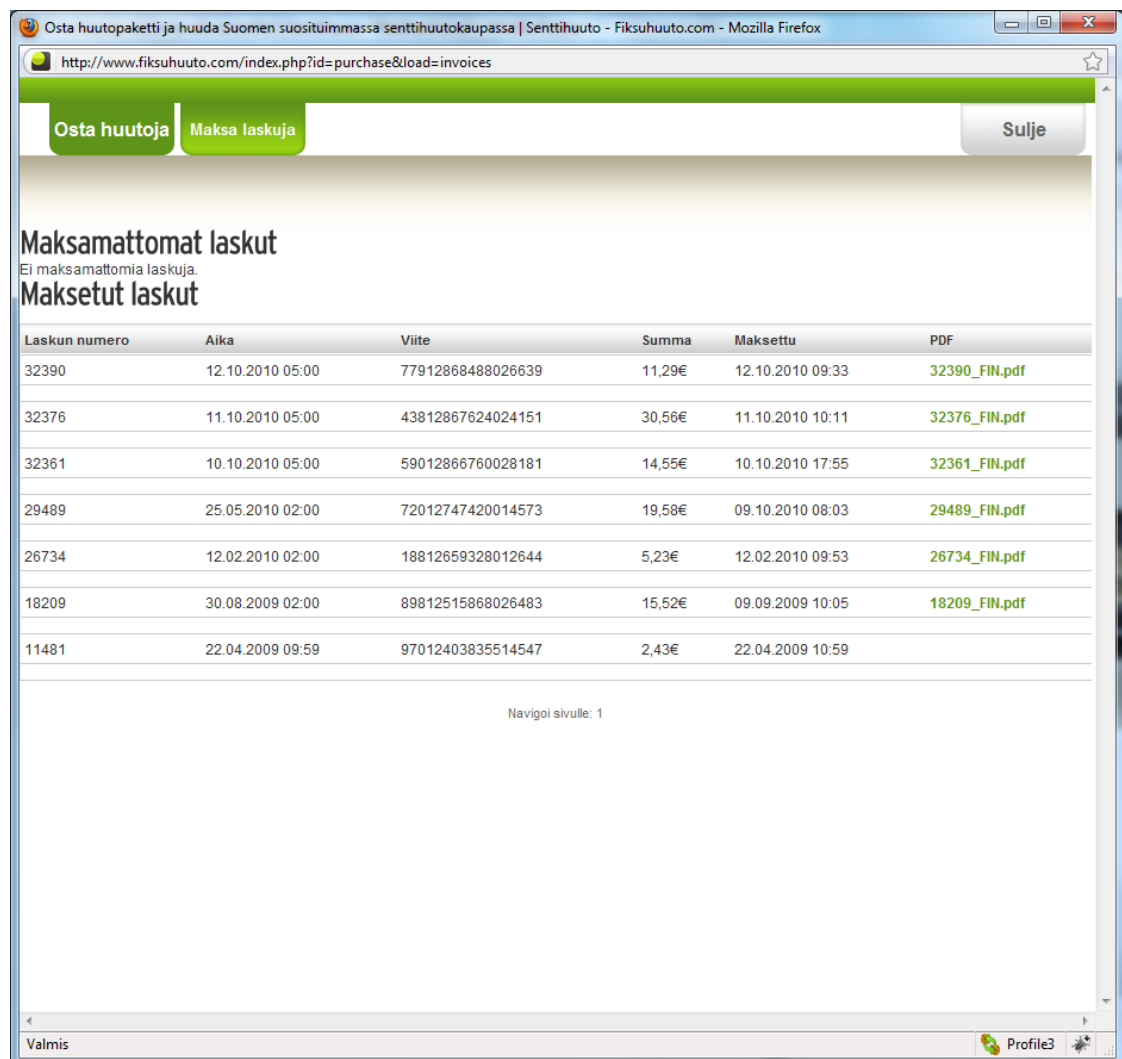 Osta huutopaketti ja huuda Suomen suosituimmassa senttihuutokaupassa | Senttihuuto - Fiksuhuuto.com - Mozilla Firefox
http://www.fiksuhuuto.com/index.php?id=purchase&load=invoices
Osta huutoja Maksa laskuja Sulje
Maksamattomat laskut
Ei maksamattomia laskuja.
Maksetut laskut
Laskun numero Aika Viite Summa Maksettu PDF
32390 12.10.2010 05:00 77912868488026639 11,29€ 12.10.2010 09:33 32390_FIN.pdf
32376 11.10.2010 05:00 43812867624024151 30,56€ 11.10.2010 10:11 32376_FIN.pdf
32361 10.10.2010 05:00 59012866760028181 14,55€ 10.10.2010 17:55 32361_FIN.pdf
29489 25.05.2010 02:00 72012747420014573 19,58€ 09.10.2010 08:03 29489_FIN.pdf
26734 12.02.2010 02:00 18812659328012644 5,23€ 12.02.2010 09:53 26734_FIN.pdf
18209 30.08.2009 02:00 89812515868026483 15,52€ 09.09.2009 10:05 18209_FIN.pdf
11481 22.04.2009 09:59 97012403835514547 2,43€ 22.04.2009 10:59
Navigoi sivulle: 1
Valmis Profile3